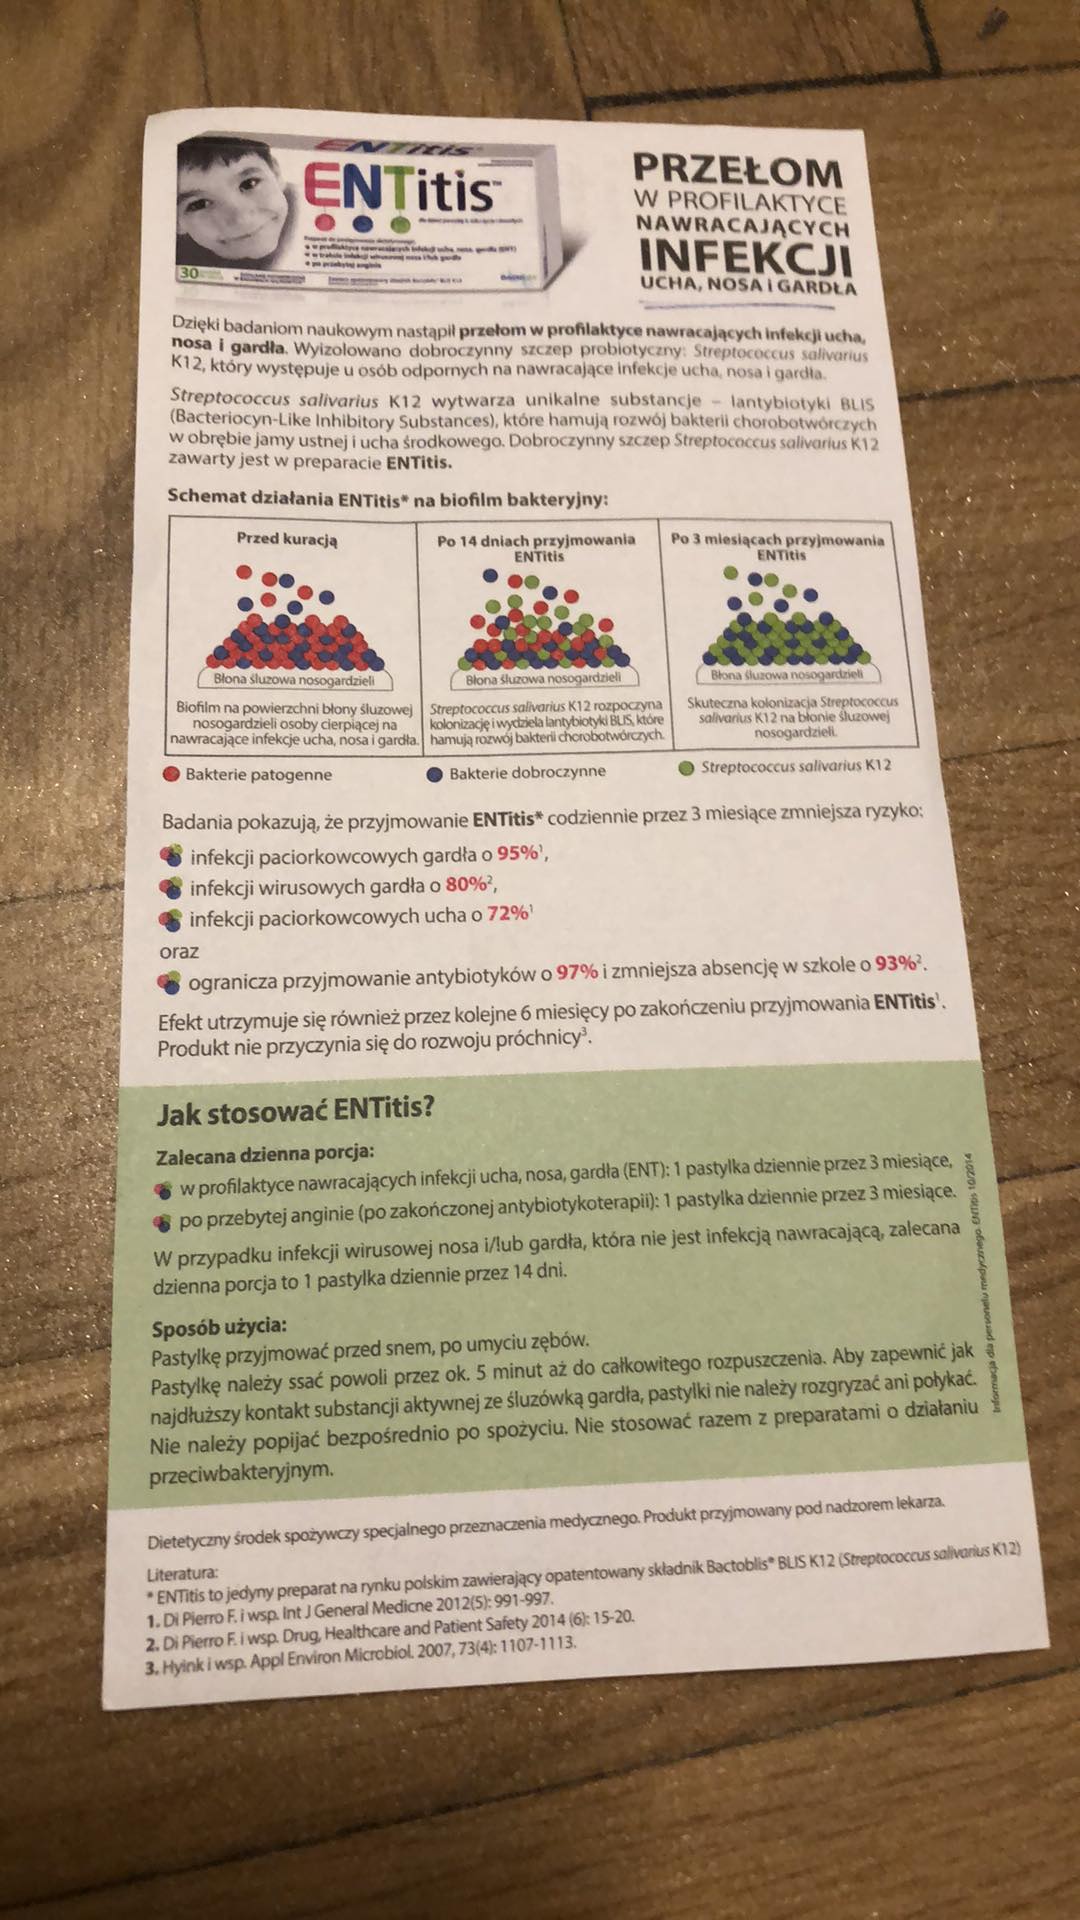 ENTitis
ENTitis™
30
PRZEŁOM
W PROFILAKTYCE
NAWRACAJĄCYCH
INFEKCJI
UCHA, NOSA i GARDŁA
Dzięki badaniom naukowym nastąpił przełom w profilaktyce nawracających infekcji ucha,
nosa i gardła. Wyizolowano dobroczynny szczep probiotyczny: Streptococcus salivarius
K12, który występuje u osób odpornych na nawracające infekcje ucha, nosa i gardła.
Streptococcus salivarius K12 wytwarza unikalne substancje – lantybiotyki BLIS
(Bacteriocyn-Like Inhibitory Substances), które hamują rozwój bakterii chorobotwórczych
w obrębie jamy ustnej i ucha środkowego. Dobroczynny szczep Streptococcus salivarius K12
zawarty jest w preparacie ENTitis.
Schemat działania ENTitis* na biofilm bakteryjny:
Przed kuracją
Błona śluzowa nosogardzieli
Biofilm na powierzchni błony śluzowej
nosogardzieli osoby cierpiącej na
nawracające infekcje ucha, nosa i gardła.
Po 14 dniach przyjmowania
ENTitis
Błona śluzowa nosogardzieli
Streptococcus salivarius K12 rozpoczyna
kolonizację i wydziela lantybiotyki BLIS, które
hamują rozwój bakterii chorobotwórczych.
Po 3 miesiącach przyjmowania
ENTitis
Błona śluzowa nosogardzieli
Skuteczna kolonizacja Streptococcus
salivarius K12 na błonie śluzowej
nosogardzieli.
Bakterie patogenne
Bakterie dobroczynne
Streptococcus salivarius K12
Badania pokazują, że przyjmowanie ENTitis* codziennie przez 3 miesiące zmniejsza ryzyko:
infekcji paciorkowcowych gardła o 95%¹,
infekcji wirusowych gardła o 80%²,
infekcji paciorkowcowych ucha o 72%¹
oraz
ogranicza przyjmowanie antybiotyków o 97% i zmniejsza absencję w szkole o 93%².
Efekt utrzymuje się również przez kolejne 6 miesięcy po zakończeniu przyjmowania ENTitis¹.
Produkt nie przyczynia się do rozwoju próchnicy³.
Jak stosować ENTitis?
Zalecana dzienna porcja:
w profilaktyce nawracających infekcji ucha, nosa, gardła (ENT): 1 pastylka dziennie przez 3 miesiące,
po przebytej anginie (po zakończonej antybiotykoterapii): 1 pastylka dziennie przez 3 miesiące.
W przypadku infekcji wirusowej nosa i/lub gardła, która nie jest infekcją nawracającą, zalecana
dzienna porcja to 1 pastylka dziennie przez 14 dni.
Sposób użycia:
Pastylkę przyjmować przed snem, po umyciu zębów.
Pastylkę należy ssać powoli przez ok. 5 minut aż do całkowitego rozpuszczenia. Aby zapewnić jak
najdłuższy kontakt substancji aktywnej ze śluzówką gardła, pastylki nie należy rozgryzać ani połykać.
Nie należy popijać bezpośrednio po spożyciu. Nie stosować razem z preparatami o działaniu
przeciwbakteryjnym.
Informacja dla personelu medycznego. ENTitis 10/2014
Dietetyczny środek spożywczy specjalnego przeznaczenia medycznego. Produkt przyjmowany pod nadzorem lekarza.
Literatura:
* ENTitis to jedyny preparat na rynku polskim zawierający opatentowany składnik Bactoblis® BLIS K12 (Streptococcus salivarius K12)
1. Di Pierro F. i wsp. Int J General Medicne 2012(5): 991-997.
2. Di Pierro F. i wsp. Drug, Healthcare and Patient Safety 2014 (6): 15-20.
3. Hyink i wsp. Appl Environ Microbiol. 2007, 73(4): 1107-1113.